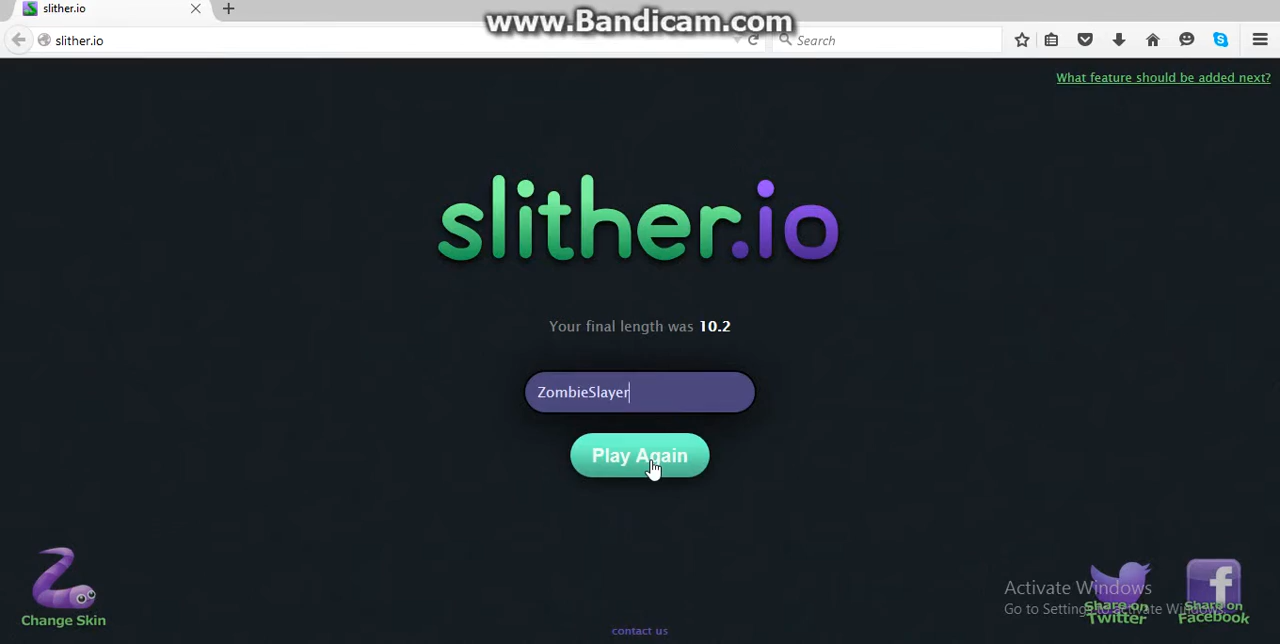 slither.io
www.Bandicam.com
slither.io
Search
What feature should be added next?
slither.io
Your final length was 10.2
ZombieSlayer
Play Again
Activate Windows
Go to Settings to activate Windows.
Change Skin
Share on
Twitter
Share on
Facebook
contact us